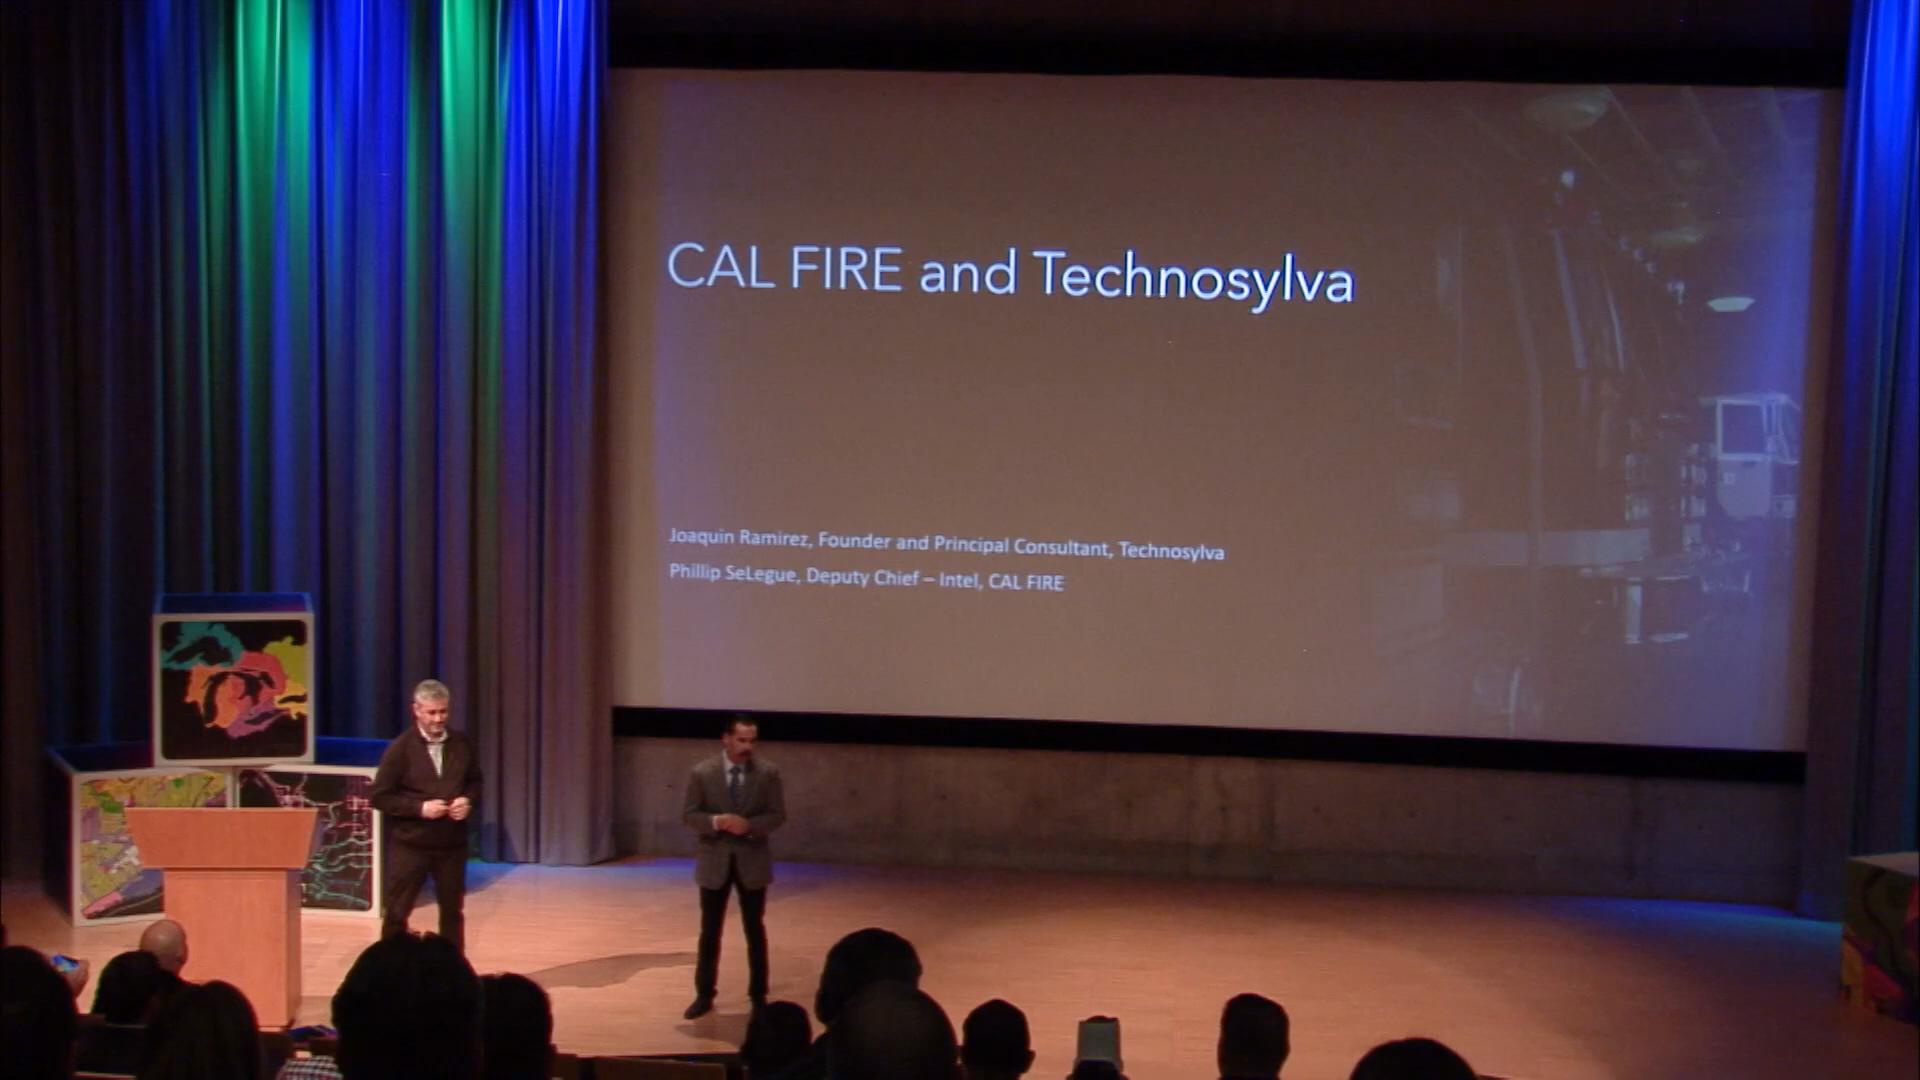 CAL FIRE and Technosylva
Joaquin Ramirez, Founder and Principal Consultant, Technosylva
Phillip SeLegue, Deputy Chief – Intel, CAL FIRE